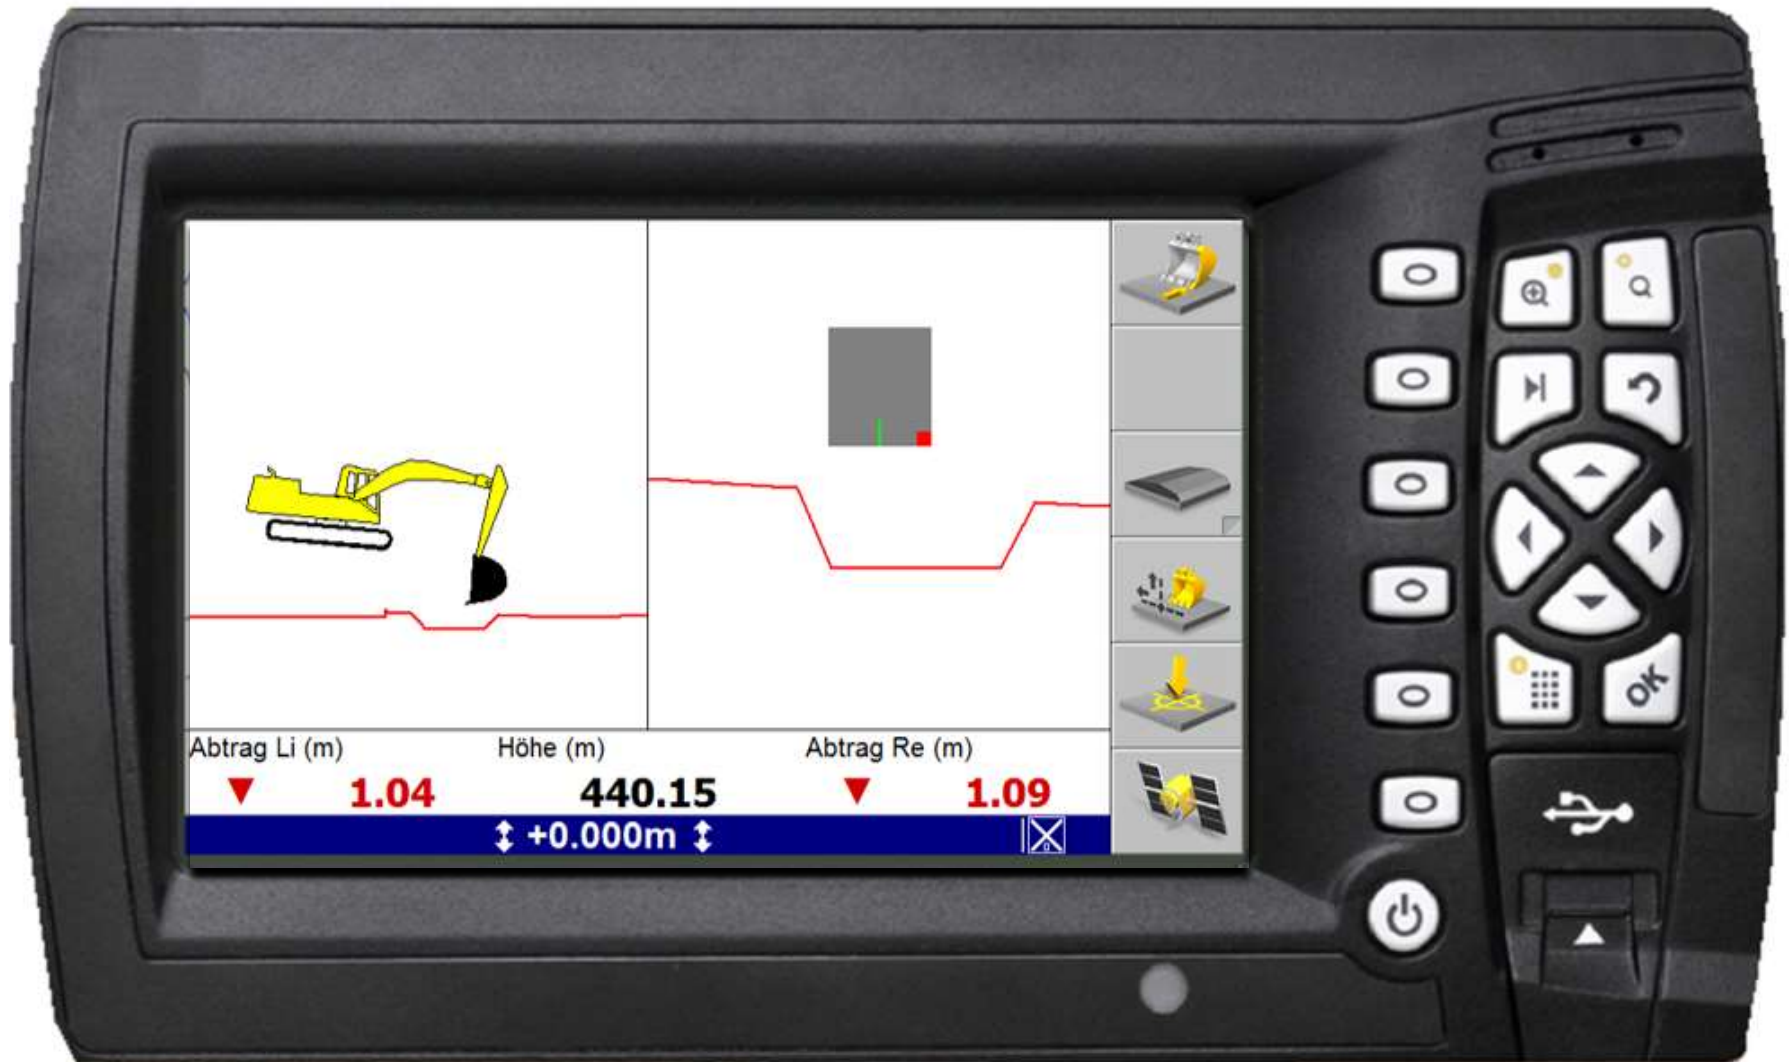 Abtrag Li (m) Höhe (m) Abtrag Re (m)
▼ 1.04 440.15 ▼ 1.09
↕ +0.000m ↕
OK